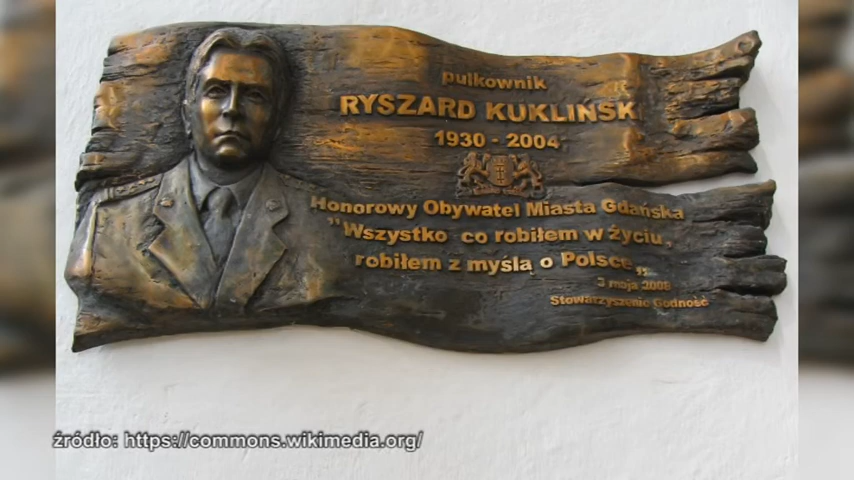 pułkownik
RYSZARD KUKLIŃSKI
1930 - 2004
Honorowy Obywatel Miasta Gdańska
"Wszystko co robiłem w życiu,
robiłem z myślą o Polsce"
3 maja 2008
Stowarzyszenie Godność
źródło: https://commons.wikimedia.org/